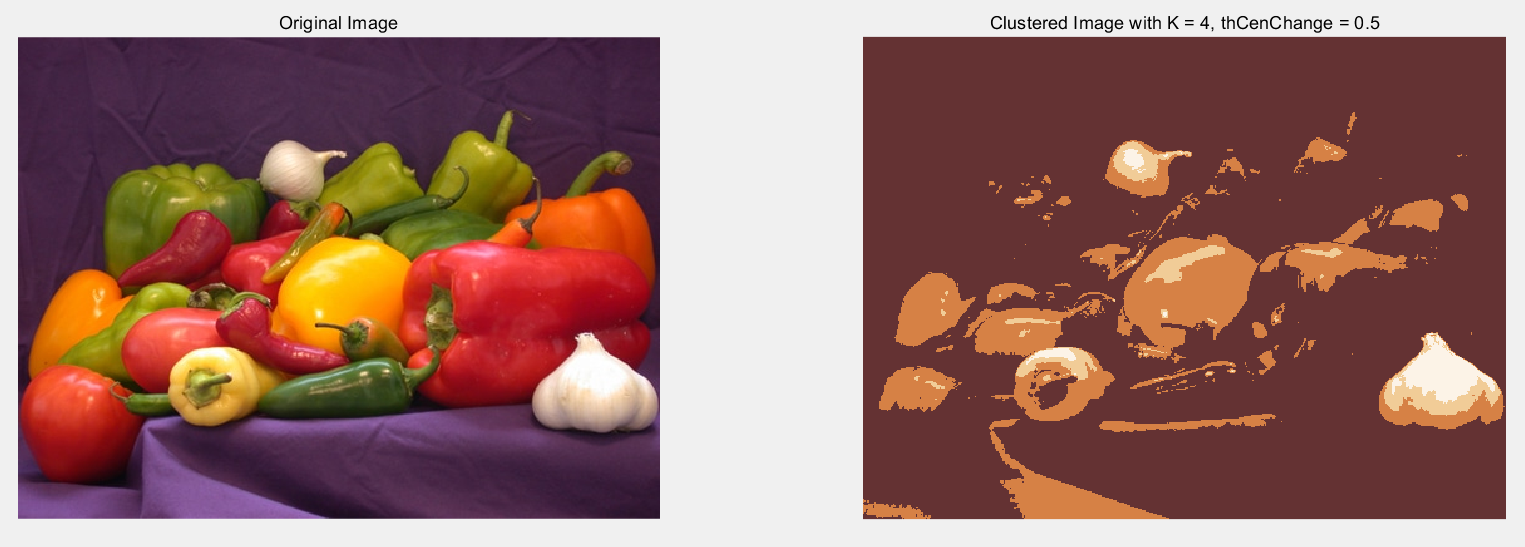 Original Image
Clustered Image with K = 4, thCenChange = 0.5